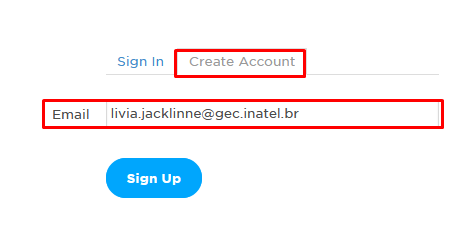 Sign In Create Account
Email livia.jacklinne@gec.inatel.br
Sign Up